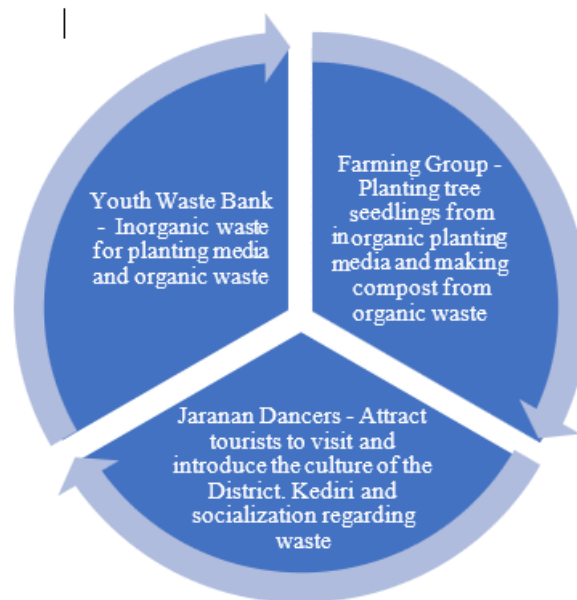 Youth Waste Bank
- Inorganic waste
for planting media
and organic waste
Farming Group -
Planting tree
seedlings from
inorganic planting
media and making
compost from
organic waste
Jaranan Dancers - Attract
tourists to visit and
introduce the culture of the
District. Kediri and
socialization regarding
waste